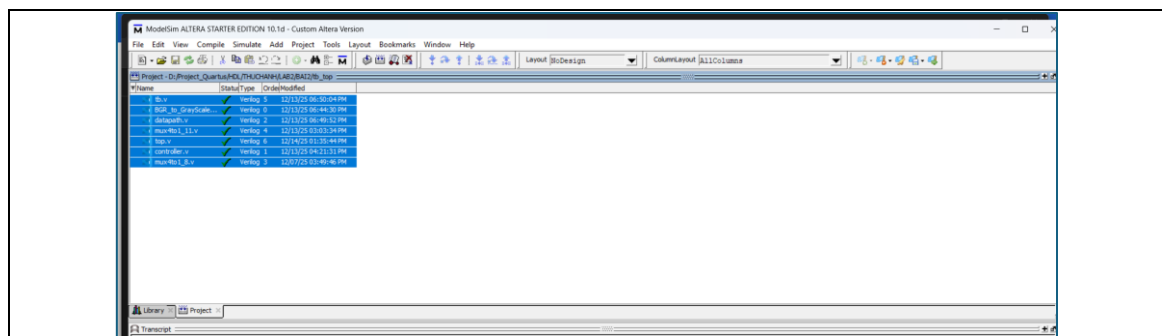 ModelSim ALTERA STARTER EDITION 10.1d - Custom Altera Version
File Edit View Compile Simulate Add Project Tools Layout Bookmarks Window Help
Layout NoDesign ColumnLayout AllColumns
Project - D:/Project_Quartus/HDL/THUCHANH/LAB2/BAI2/tb_top
Name Status Type Order Modified
tb.v Verilog 5 12/13/25 06:50:04 PM
BGR_to_GrayScale... Verilog 0 12/13/25 06:44:30 PM
datapath.v Verilog 2 12/13/25 06:49:52 PM
mux4to1_11.v Verilog 4 12/13/25 03:03:34 PM
top.v Verilog 6 12/14/25 01:35:44 PM
controller.v Verilog 1 12/13/25 04:21:31 PM
mux4to1_8.v Verilog 3 12/07/25 03:49:46 PM
Library Project
Transcript